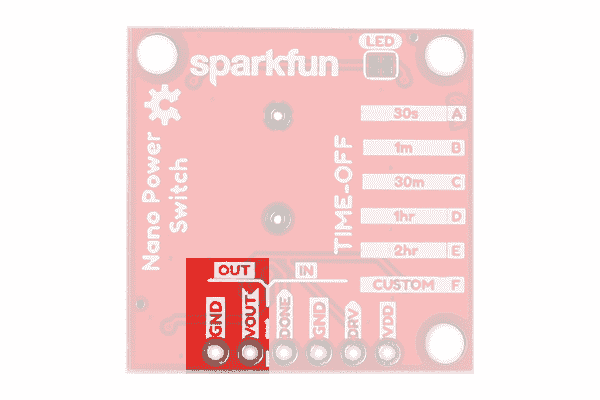 LED
sparkfun
Nano Power
Switch
TIME-OFF
30s A
1m B
30m C
1hr D
2hr E
CUSTOM F
OUT IN
GND VOUT DONE GND DRV VDD